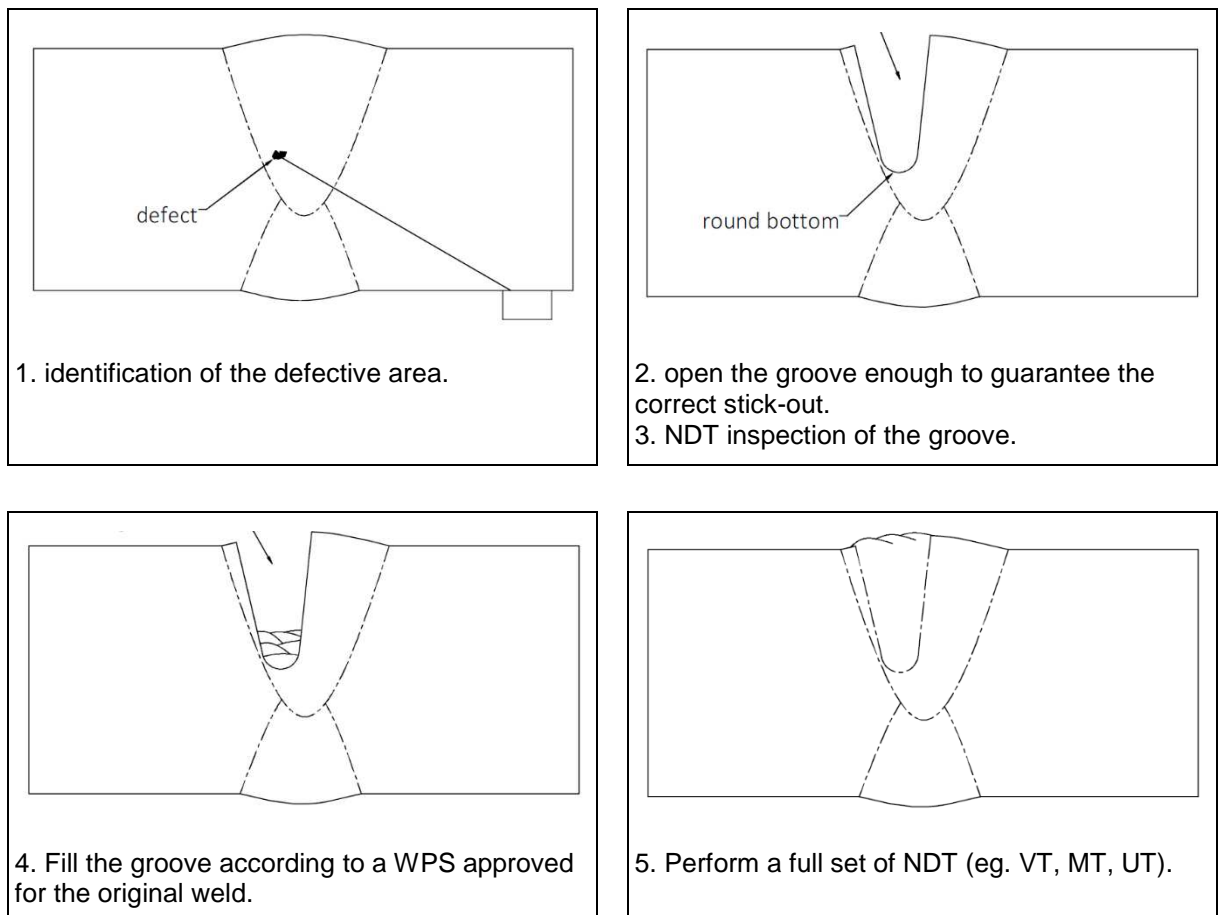 defect
1. identification of the defective area.
round bottom
2. open the groove enough to guarantee the
correct stick-out.
3. NDT inspection of the groove.
4. Fill the groove according to a WPS approved
for the original weld.
5. Perform a full set of NDT (eg. VT, MT, UT).